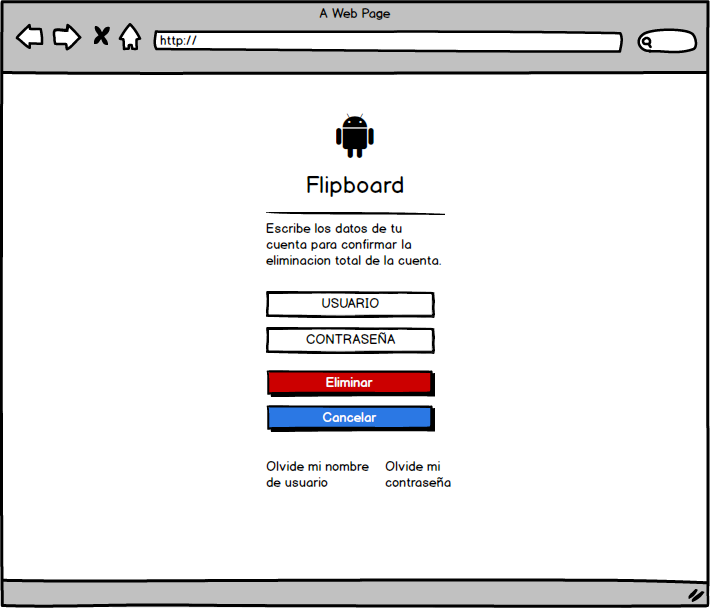 A Web Page
http://
Flipboard
Escribe los datos de tu
cuenta para confirmar la
eliminacion total de la cuenta.
USUARIO
CONTRASEÑA
Eliminar
Cancelar
Olvide mi nombre
de usuario
Olvide mi
contraseña